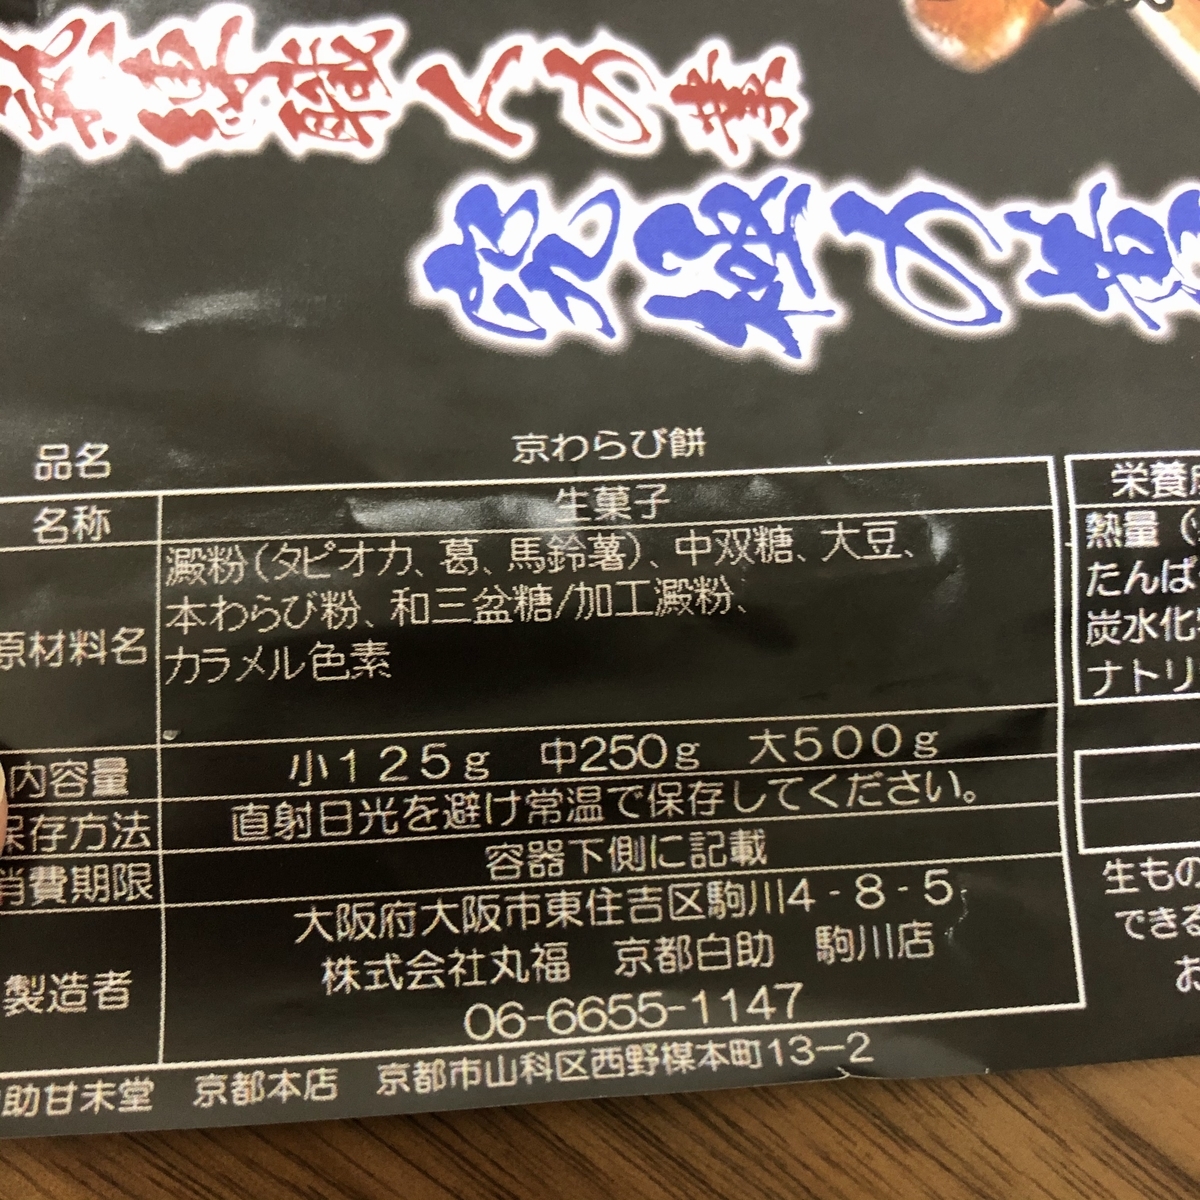 職人の業
究極の
品名 京わらび餅
名称 生菓子
原材料名 澱粉(タピオカ、葛、馬鈴薯)、中双糖、大豆、
本わらび粉、和三盆糖/加工澱粉、
カラメル色素
内容量 小125g 中250g 大500g
保存方法 直射日光を避け常温で保存してください。
消費期限 容器下側に記載
製造者 大阪府大阪市東住吉区駒川4-8-5
株式会社丸福 京都白助 駒川店
06-6655-1147
助甘未堂 京都本店 京都市山科区西野楳本町13-2
栄養
熱量(
たんぱ
炭水化
ナトリ
生もの
できる
お